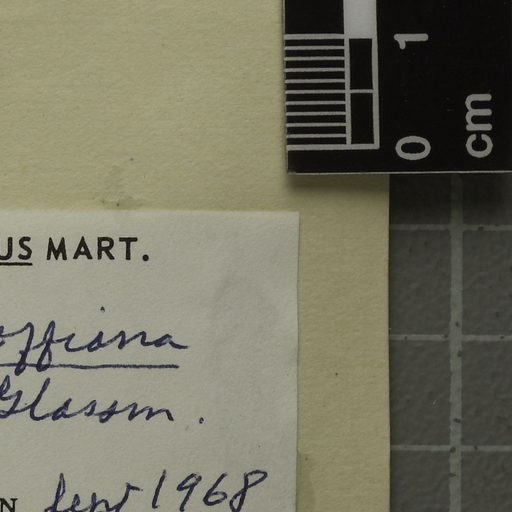 1
0
cm
US MART.
offiana
Glassm.
N Sept 1968